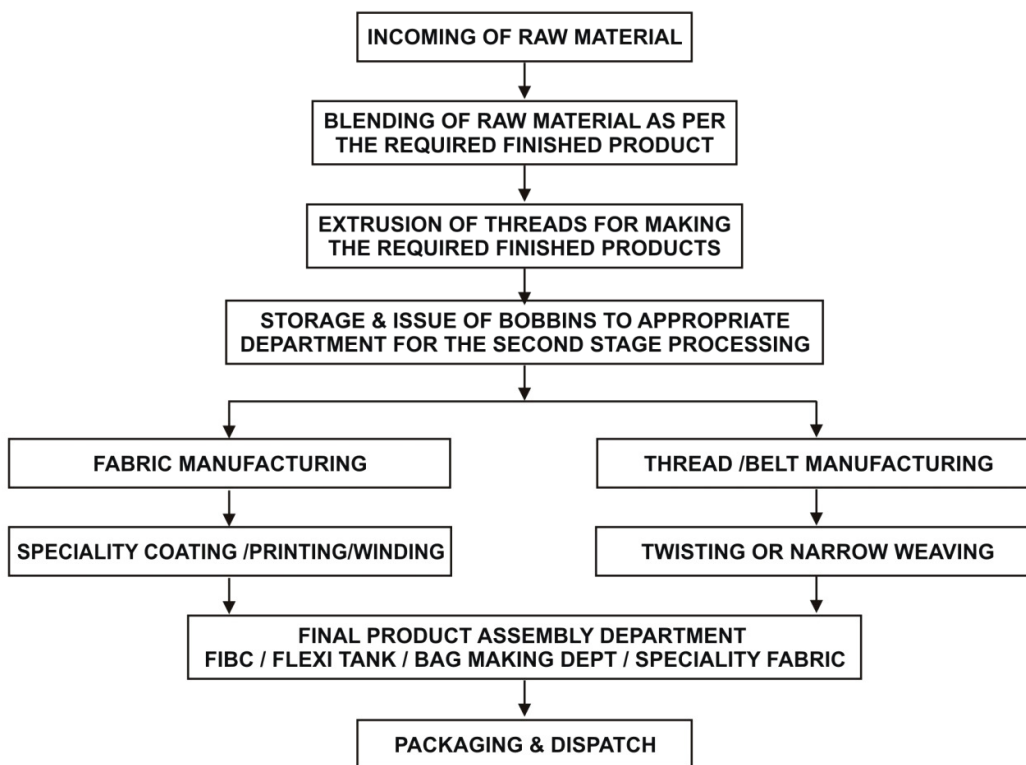 INCOMING OF RAW MATERIAL
BLENDING OF RAW MATERIAL AS PER
THE REQUIRED FINISHED PRODUCT
EXTRUSION OF THREADS FOR MAKING
THE REQUIRED FINISHED PRODUCTS
STORAGE & ISSUE OF BOBBINS TO APPROPRIATE
DEPARTMENT FOR THE SECOND STAGE PROCESSING
FABRIC MANUFACTURING
THREAD /BELT MANUFACTURING
SPECIALITY COATING /PRINTING/WINDING
TWISTING OR NARROW WEAVING
FINAL PRODUCT ASSEMBLY DEPARTMENT
FIBC / FLEXI TANK / BAG MAKING DEPT / SPECIALITY FABRIC
PACKAGING & DISPATCH